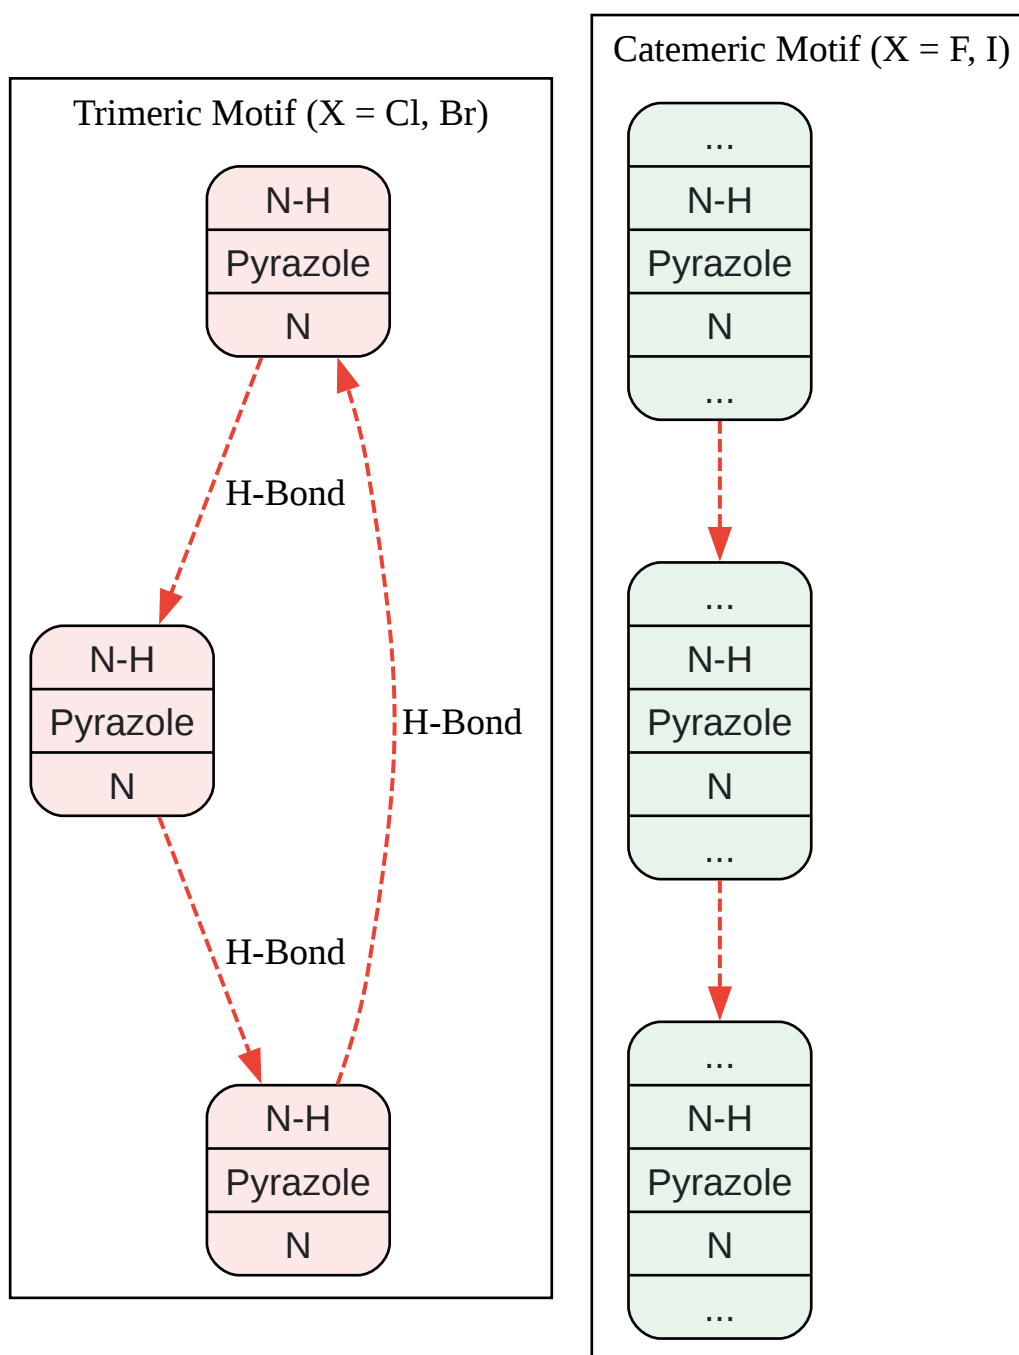 Trimeric Motif (X = Cl, Br)
N-H
Pyrazole
N
H-Bond
N-H
Pyrazole
N
H-Bond
H-Bond
N-H
Pyrazole
N
Catemeric Motif (X = F, I)
...
N-H
Pyrazole
N
...
...
N-H
Pyrazole
N
...
...
N-H
Pyrazole
N
...